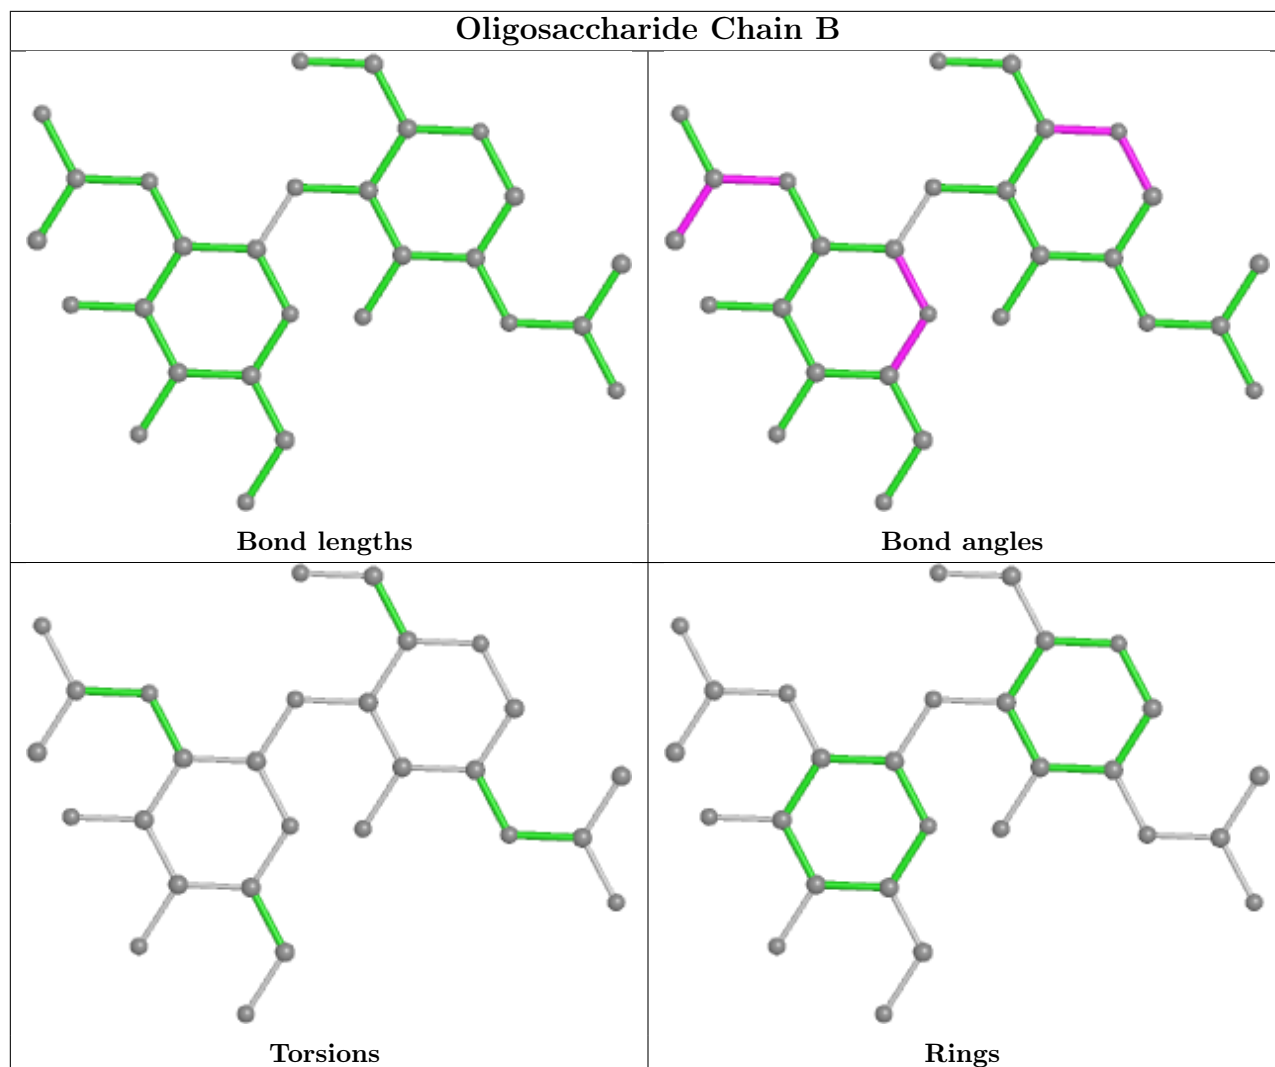 Oligosaccharide Chain B
Bond lengths
Bond angles
Torsions
Rings